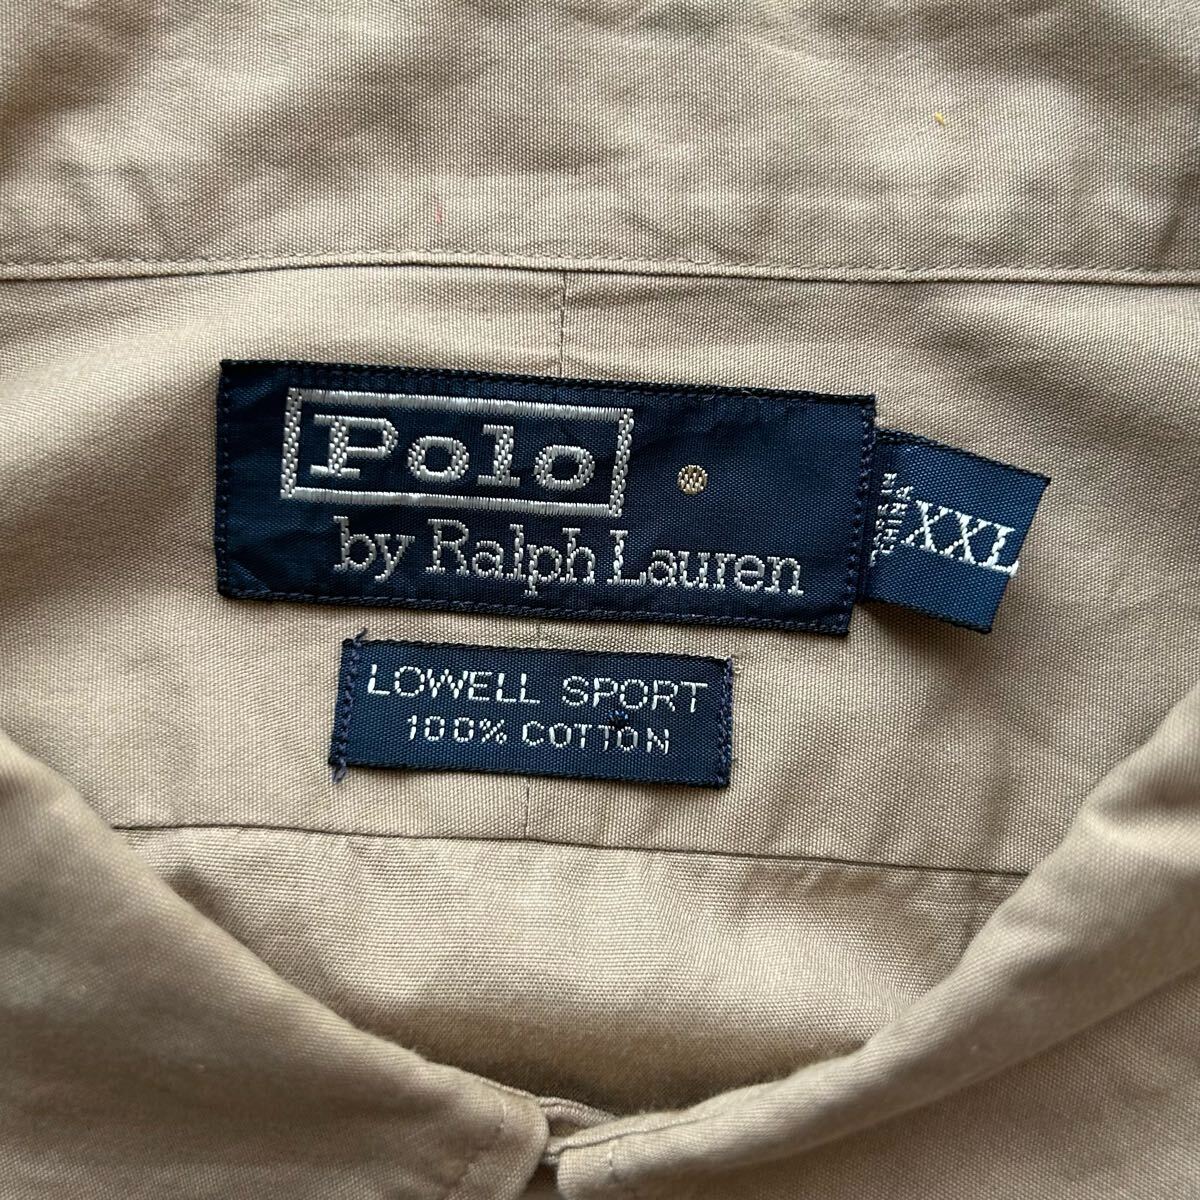 Polo
by Ralph Lauren
XXL
LOWELL SPORT
100% COTTON